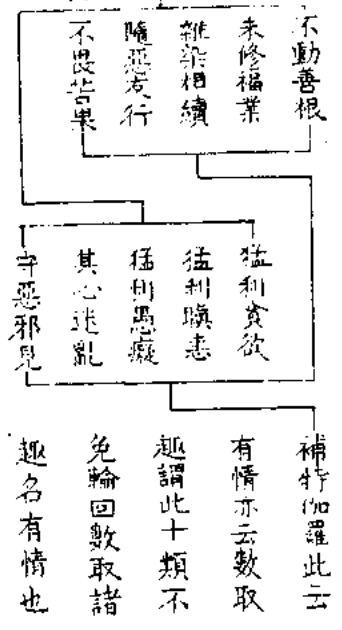 不動善根
未修福業
雜染相續
隨惡友行
不畏苦果
猛利貪欲
猛利瞋恚
猛利愚癡
其心迷亂
守惡邪見
補特伽羅此云
有情亦云數取
趣謂此十類不
免輪回數取諸
趣名有情也